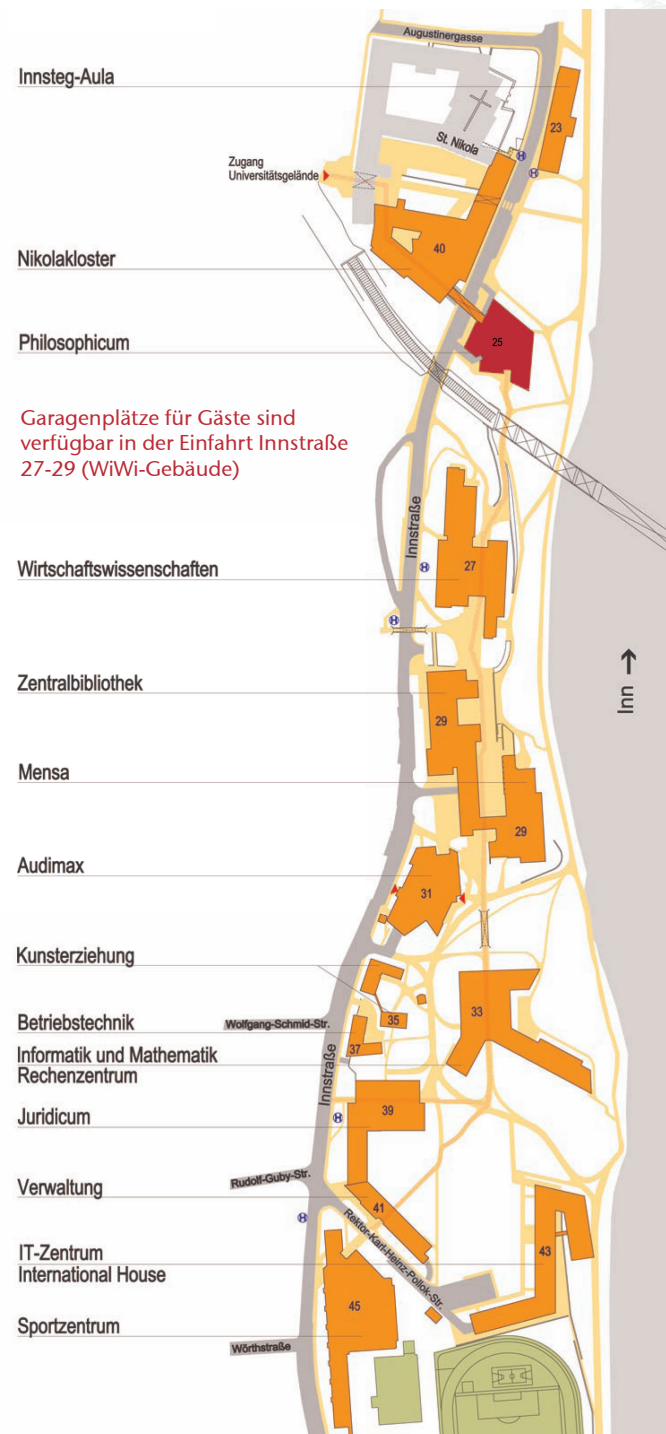 Augustinergasse
Innsteg-Aula
23
St. Nikola
H
Zugang
Universitätsgelände
H
40
Nikolakloster
Philosophicum
25
Garagenplätze für Gäste sind
verfügbar in der Einfahrt Innstraße
27-29 (WiWi-Gebäude)
Innstraße
Wirtschaftswissenschaften
H
27
H
Inn →
Zentralbibliothek
29
Mensa
29
Audimax
31
Kunsterziehung
35
33
Betriebstechnik
Wolfgang-Schmid-Str.
37
Informatik und Mathematik
Rechenzentrum
Innstraße
Juridicum
H
39
Rudolf-Guby-Str.
Verwaltung
41
H
Rektor-Karl-Heinz-Pollok-Str.
43
IT-Zentrum
International House
45
Sportzentrum
Wörthstraße